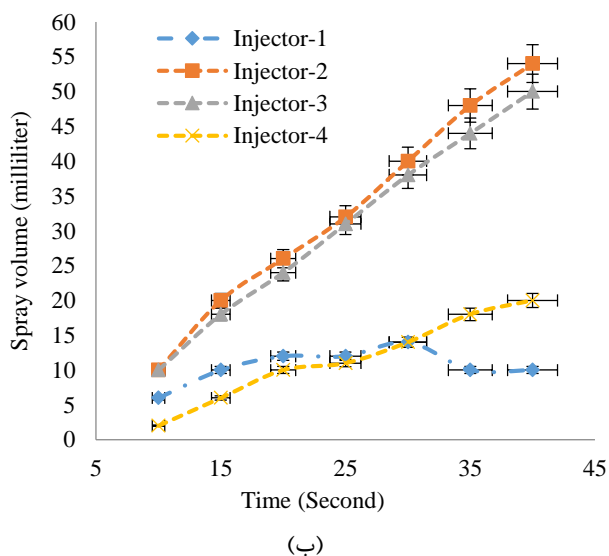 60
55
50
45
40
35
30
25
20
15
10
5
0
Spray volume (milliliter)
Injector-1
Injector-2
Injector-3
Injector-4
5 15 25 35 45
Time (Second)
(ب)